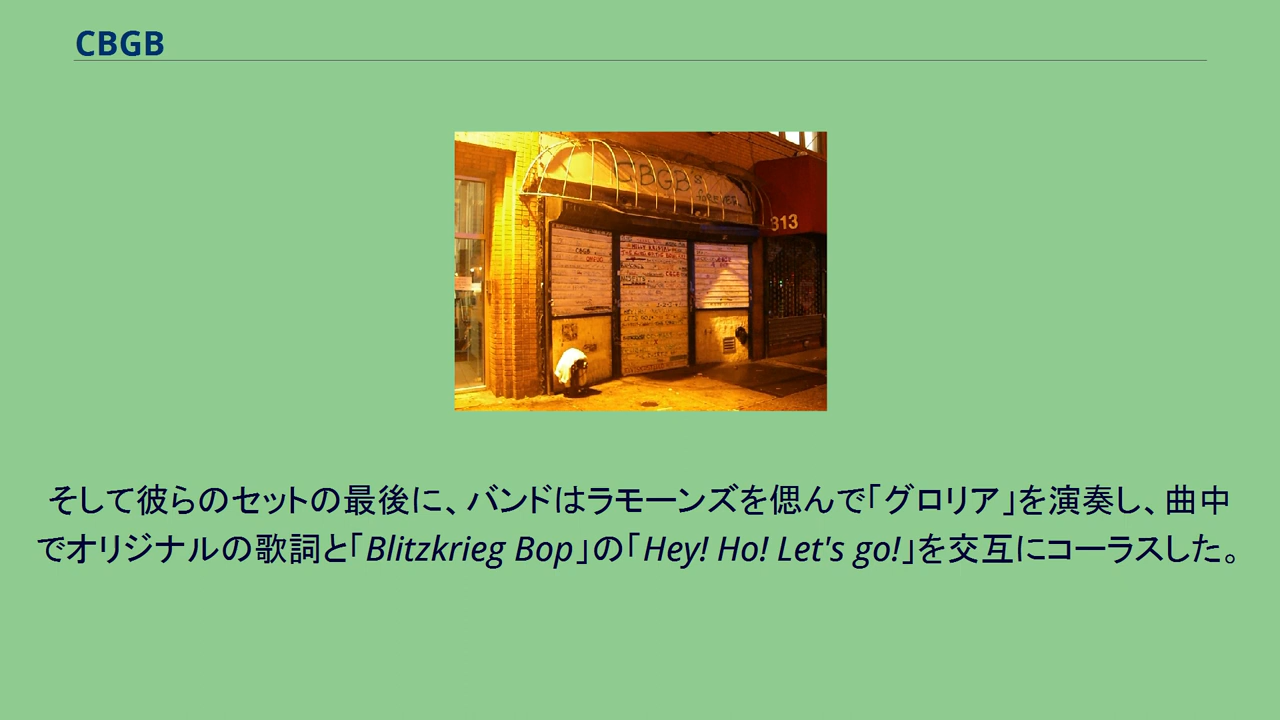 CBGB
CBGB
313
そして彼らのセットの最後に、バンドはラモーンズを偲んで「グロリア」を演奏し、曲中
でオリジナルの歌詞と「Blitzkrieg Bop」の「Hey! Ho! Let's go!」を交互にコーラスした。